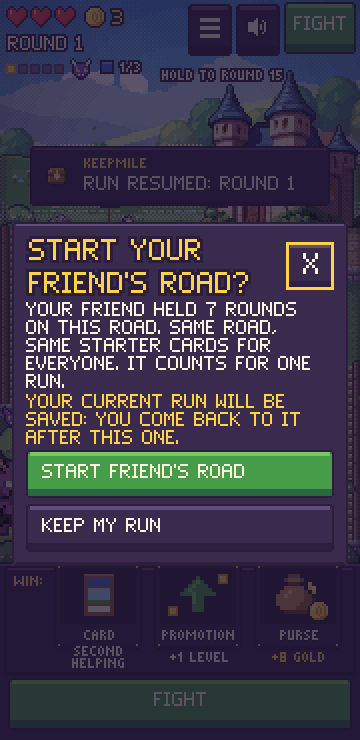 3
FIGHT
ROUND 1
1/3
HOLD TO ROUND 15
KEEPMILE
RUN RESUMED: ROUND 1
START YOUR
FRIEND'S ROAD?
X
YOUR FRIEND HELD 7 ROUNDS
ON THIS ROAD. SAME ROAD,
SAME STARTER CARDS FOR
EVERYONE. IT COUNTS FOR ONE
RUN.
YOUR CURRENT RUN WILL BE
SAVED: YOU COME BACK TO IT
AFTER THIS ONE.
START FRIEND'S ROAD
KEEP MY RUN
WIN:
CARD
SECOND
HELPING
PROMOTION
+1 LEVEL
PURSE
+8 GOLD
FIGHT